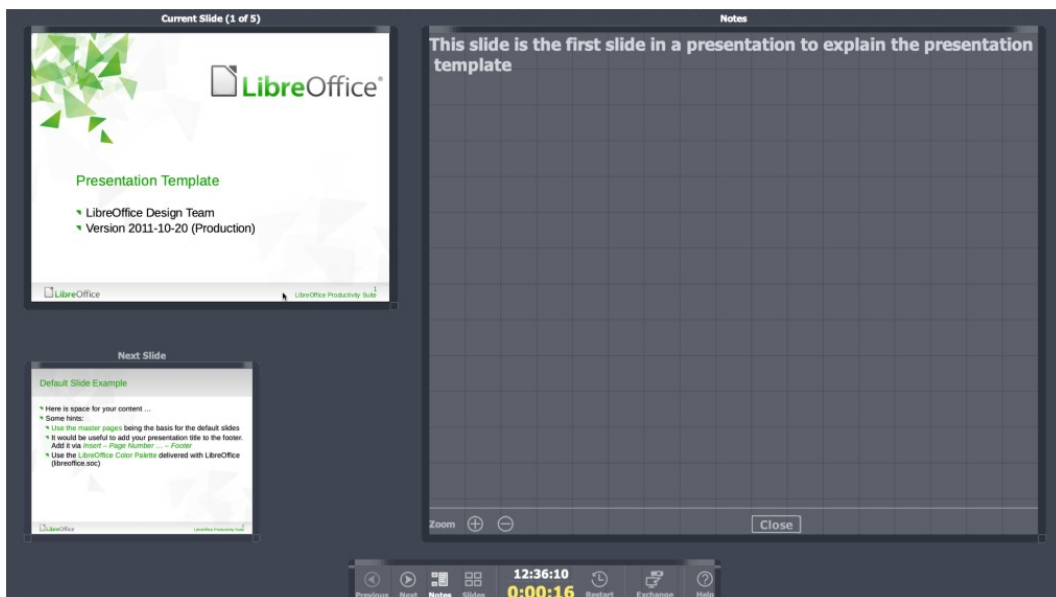 Current Slide (1 of 5)
LibreOffice®
Presentation Template
LibreOffice Design Team
Version 2011-10-20 (Production)
LibreOffice
1
LibreOffice Productivity Suite
Next Slide
Default Slide Example
Here is space for your content ...
Some hints:
Use the master pages being the basis for the default slides
It would be useful to add your presentation title to the footer.
Add it via Insert – Page Number ... – Footer
Use the LibreOffice Color Palette delivered with LibreOffice
(libreoffice.soc)
LibreOffice
LibreOffice Productivity Suite
Notes
This slide is the first slide in a presentation to explain the presentation
template
Zoom
Close
Previous Next Notes Slides
12:36:10
0:00:16
Restart Exchange Help